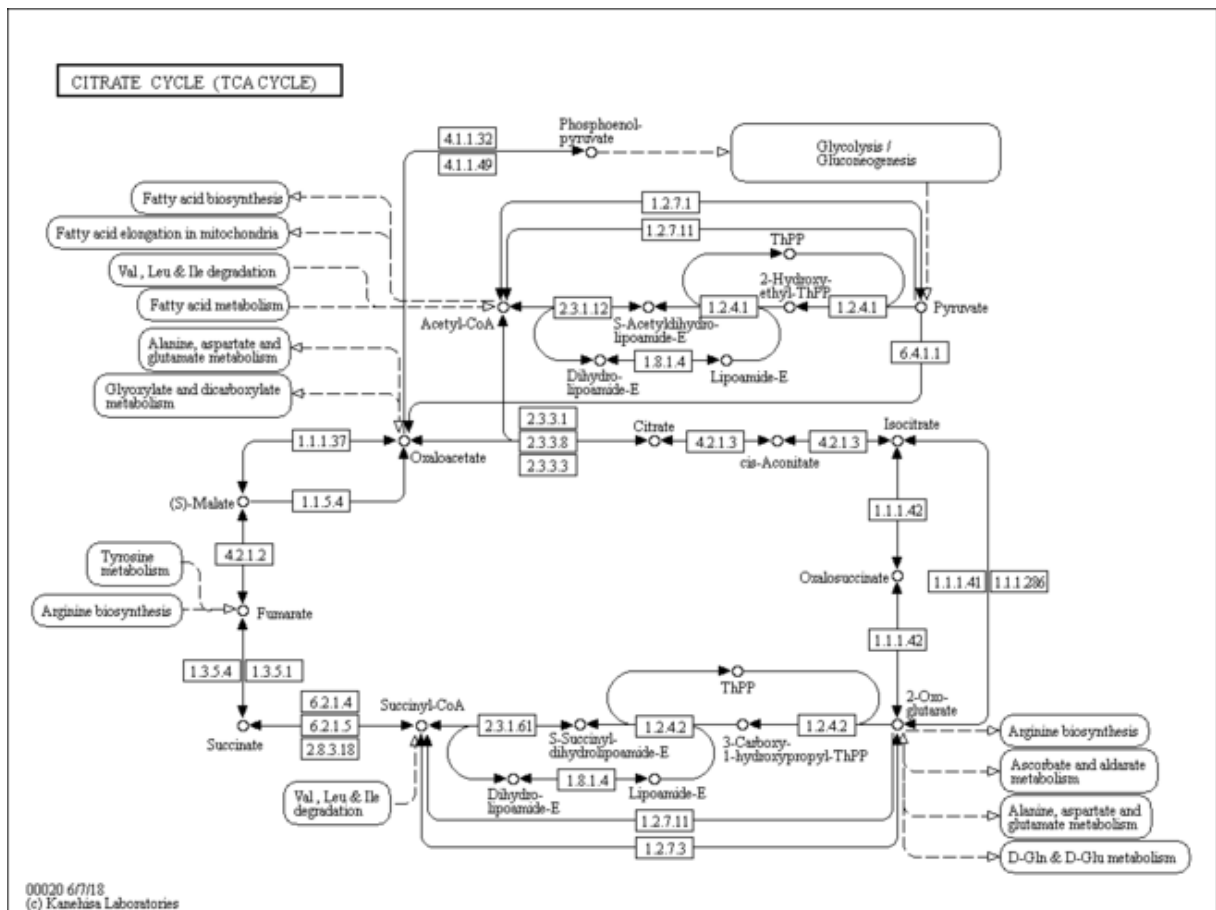 CITRATE CYCLE (TCA CYCLE)
Phosphoenol-
pyruvate
4.1.1.32
4.1.1.49
Glycolysis /
Gluconeogenesis
Fatty acid biosynthesis
Fatty acid elongation in mitochondria
Val, Leu & Ile degradation
Fatty acid metabolism
Alanine, aspartate and
glutamate metabolism
Glyoxylate and dicarboxylate
metabolism
1.2.7.1
1.2.7.11
ThPP
2-Hydroxy-
ethyl-ThPP
Acetyl-CoA
2.3.1.12
S-Acetyldihydro-
lipoamide-E
1.2.4.1
1.2.4.1
Pyruvate
Dihydro-
lipoamide-E
1.8.1.4
Lipoamide-E
6.4.1.1
1.1.1.37
Oxaloacetate
2.3.3.1
2.3.3.8
2.3.3.3
Citrate
4.2.1.3
cis-Aconitate
4.2.1.3
Isocitrate
(S)-Malate
1.1.5.4
1.1.1.42
Tyrosine
metabolism
4.2.1.2
Oxalosuccinate
1.1.1.41
1.1.1.286
Arginine biosynthesis
Fumarate
1.1.1.42
1.3.5.4
1.3.5.1
ThPP
2-Oxo-
glutarate
Succinate
6.2.1.4
6.2.1.5
2.8.3.18
Succinyl-CoA
2.3.1.61
S-Succinyl-
dihydrolipoamide-E
1.2.4.2
3-Carboxy-
1-hydroxypropyl-ThPP
1.2.4.2
Arginine biosynthesis
Ascorbate and aldarate
metabolism
Val, Leu & Ile
degradation
Dihydro-
lipoamide-E
1.8.1.4
Lipoamide-E
Alanine, aspartate and
glutamate metabolism
1.2.7.11
1.2.7.3
D-Gln & D-Glu metabolism
00020 6/7/18
(c) Kanehisa Laboratories